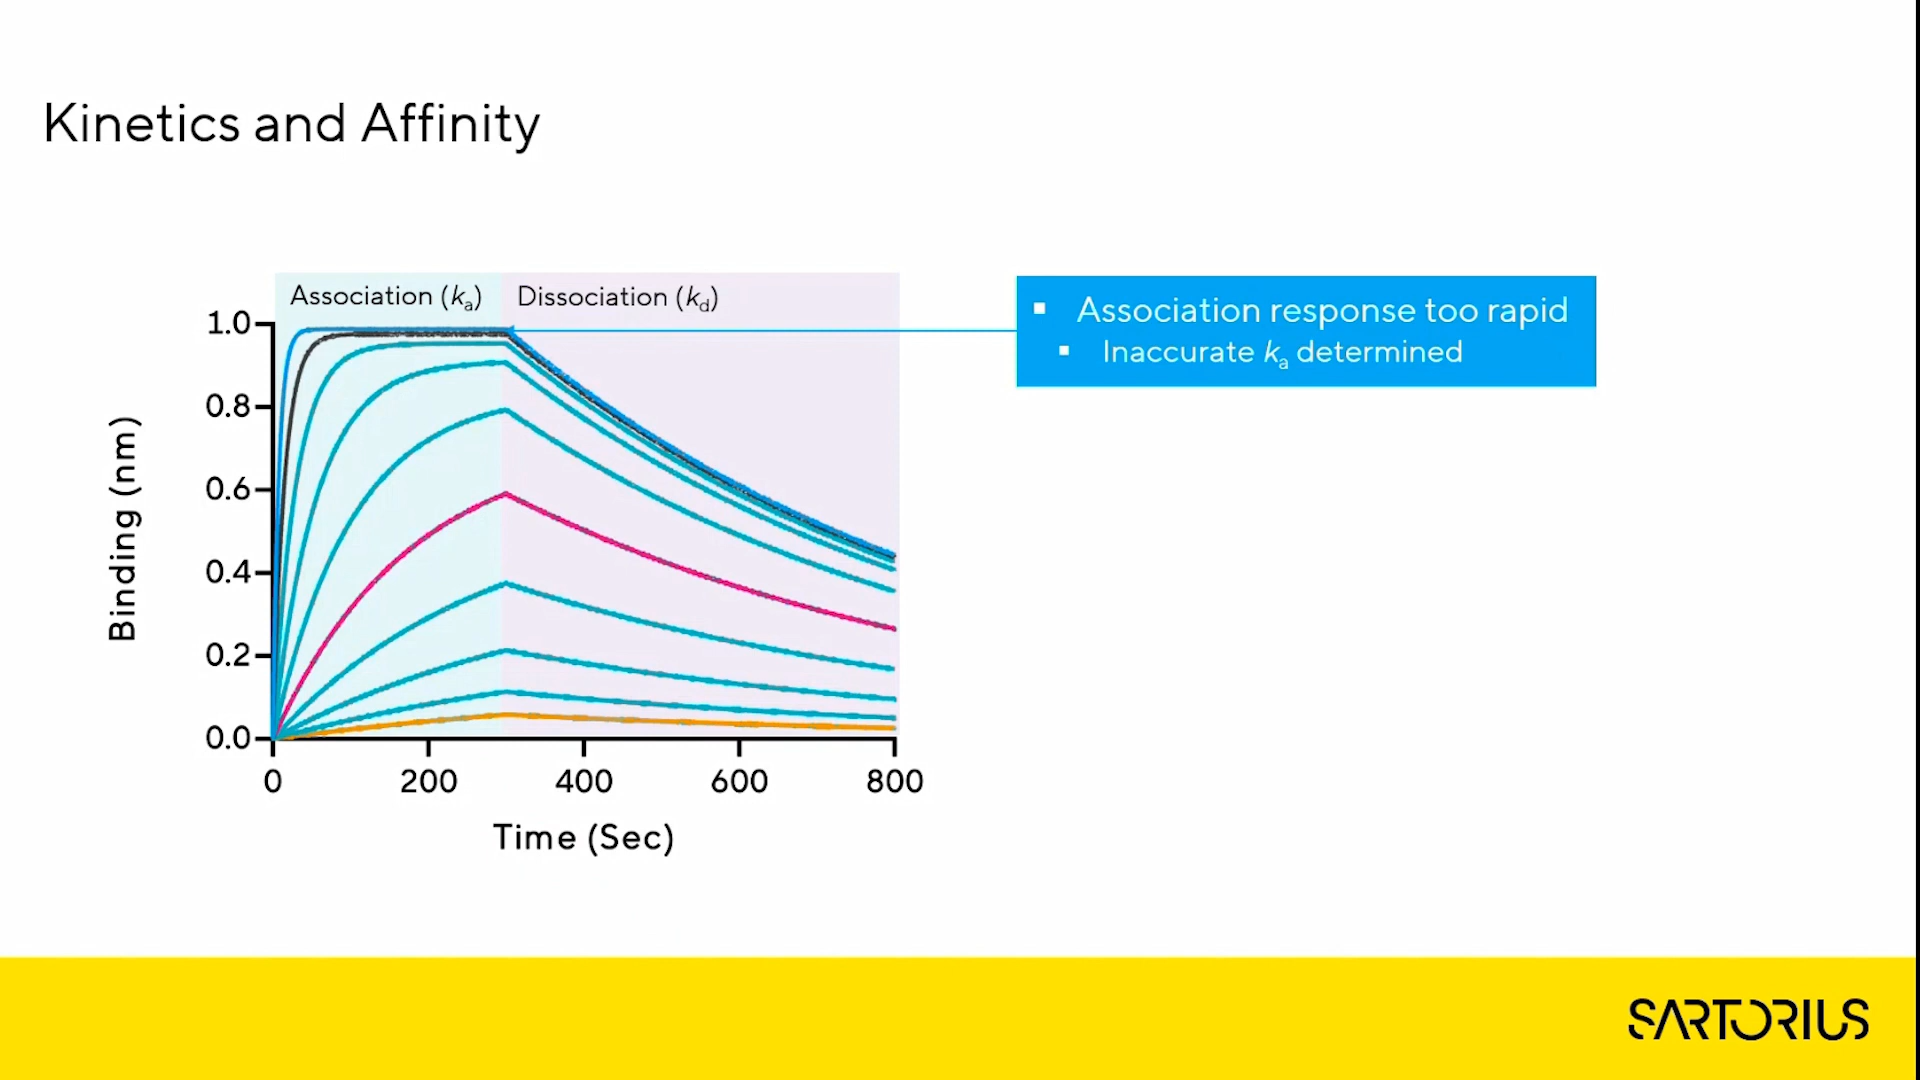 Kinetics and Affinity
Association (ka)
Dissociation (kd)
▪ Association response too rapid
▪ Inaccurate ka determined
1.0
0.8
0.6
0.4
0.2
0.0
Binding (nm)
0 200 400 600 800
Time (Sec)
SARTORIUS